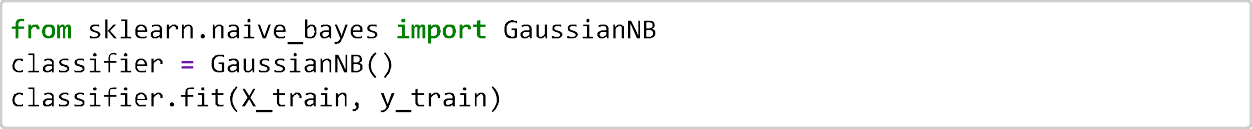 from sklearn.naive_bayes import GaussianNB
classifier = GaussianNB()
classifier.fit(X_train, y_train)